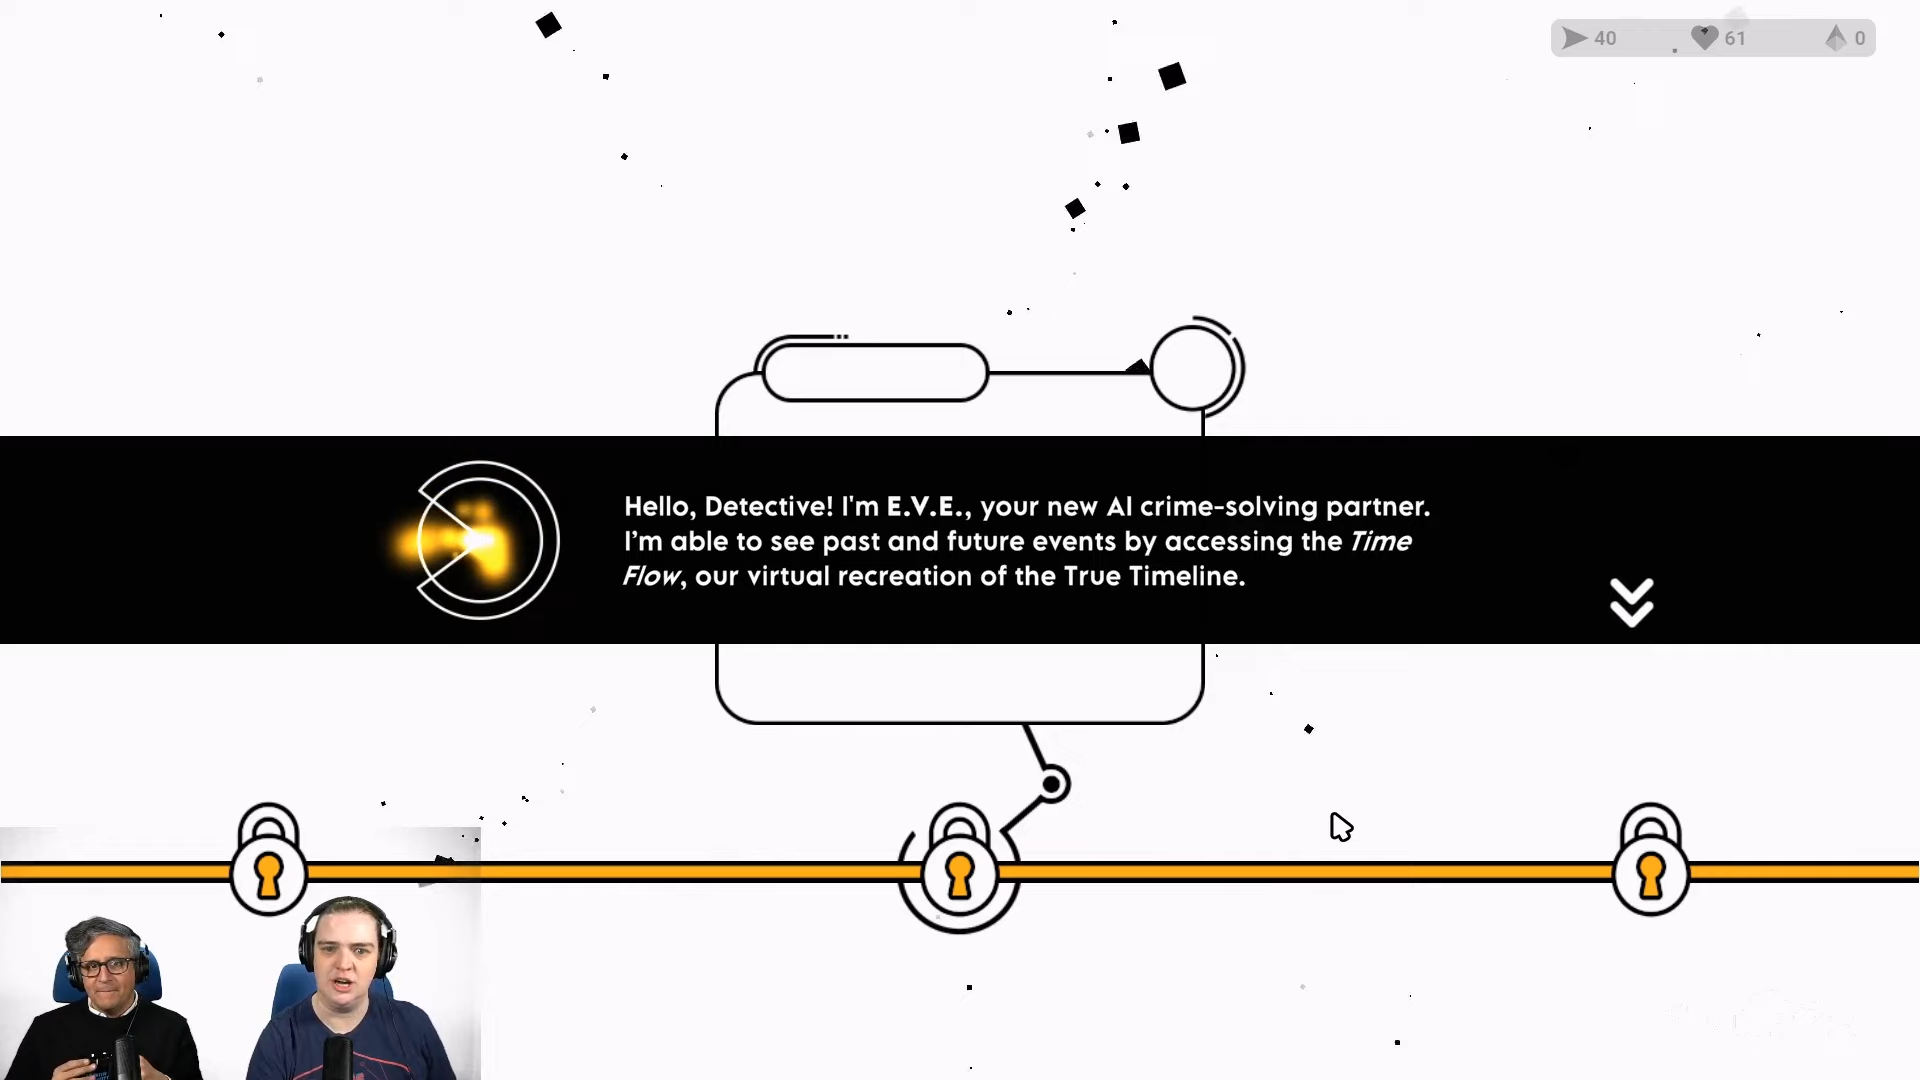 40 61 0
Hello, Detective! I'm E.V.E., your new AI crime-solving partner.
I'm able to see past and future events by accessing the Time
Flow, our virtual recreation of the True Timeline.